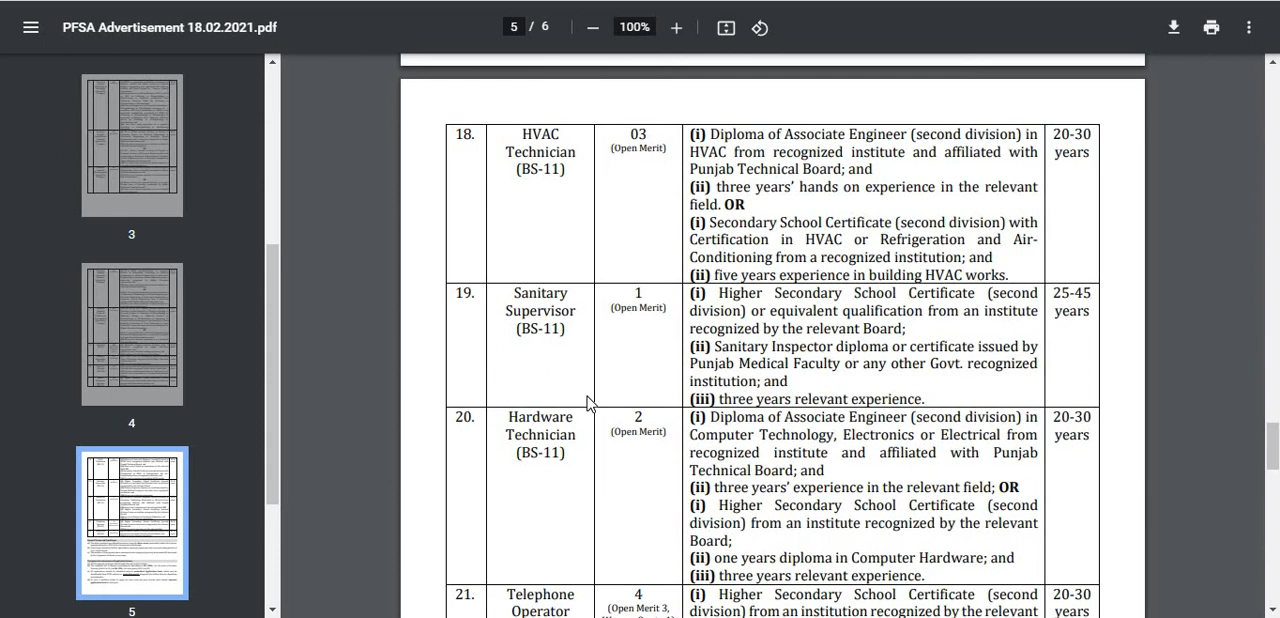 PFSA Advertisement 18.02.2021.pdf
5 / 6
100%
3
4
5
18.
HVAC
Technician
(BS-11)
03
(Open Merit)
(i) Diploma of Associate Engineer (second division) in
HVAC from recognized institute and affiliated with
Punjab Technical Board; and
(ii) three years' hands on experience in the relevant
field. OR
(i) Secondary School Certificate (second division) with
Certification in HVAC or Refrigeration and Air-
Conditioning from a recognized institution; and
(ii) five years experience in building HVAC works.
20-30
years
19.
Sanitary
Supervisor
(BS-11)
1
(Open Merit)
(i) Higher Secondary School Certificate (second
division) or equivalent qualification from an institute
recognized by the relevant Board;
(ii) Sanitary Inspector diploma or certificate issued by
Punjab Medical Faculty or any other Govt. recognized
institution; and
(iii) three years relevant experience.
25-45
years
20.
Hardware
Technician
(BS-11)
2
(Open Merit)
(i) Diploma of Associate Engineer (second division) in
Computer Technology, Electronics or Electrical from
recognized institute and affiliated with Punjab
Technical Board; and
(ii) three years' experience in the relevant field; OR
(i) Higher Secondary School Certificate (second
division) from an institute recognized by the relevant
Board;
(ii) one years diploma in Computer Hardware; and
(iii) three years relevant experience.
20-30
years
21.
Telephone
Operator
4
(Open Merit 3,
(i) Higher Secondary School Certificate (second
division) from an institution recognized by the relevant
20-30
years